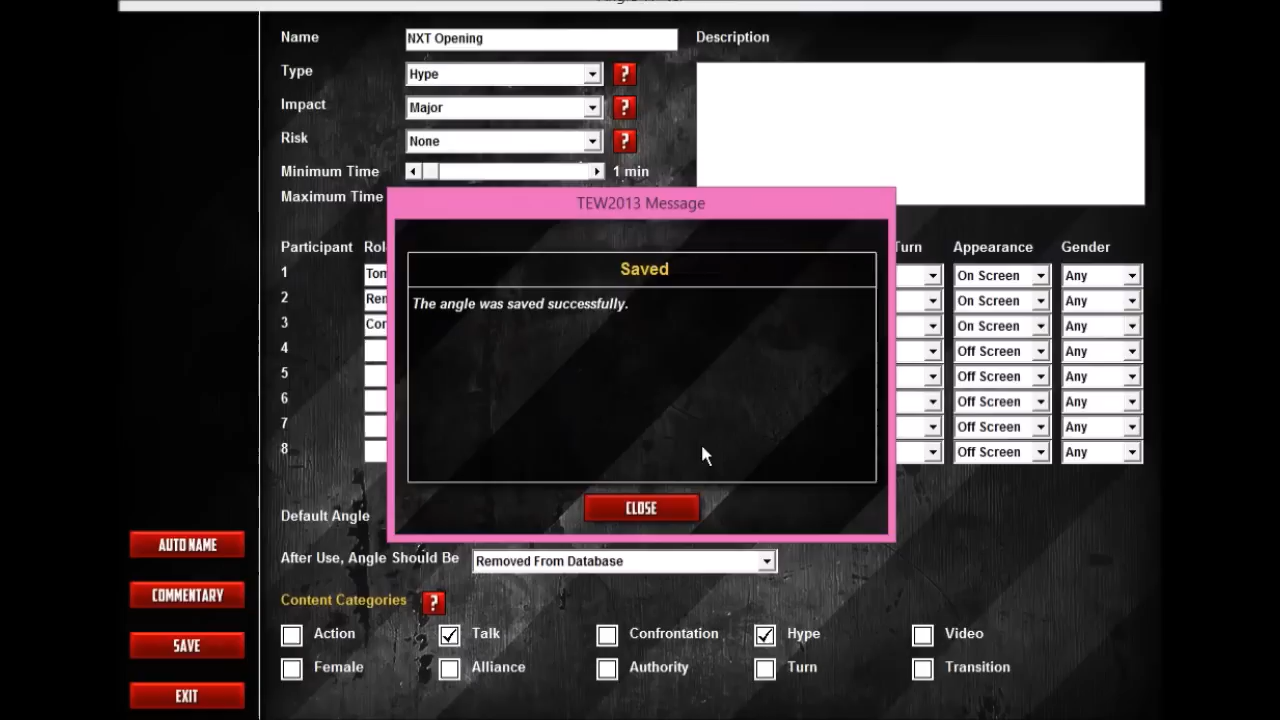 Name NXT Opening Description
Type Hype ?
Impact Major ?
Risk None ?
Minimum Time 1 min
Maximum Time
TEW2013 Message
Saved
The angle was saved successfully.
CLOSE
Participant Appearance Gender
1 On Screen Any
2 On Screen Any
3 On Screen Any
4 Off Screen Any
5 Off Screen Any
6 Off Screen Any
7 Off Screen Any
8 Off Screen Any
Default Angle
After Use, Angle Should Be Removed From Database
Content Categories ?
Action Talk Confrontation Hype Video
Female Alliance Authority Turn Transition
AUTO NAME
COMMENTARY
SAVE
EXIT